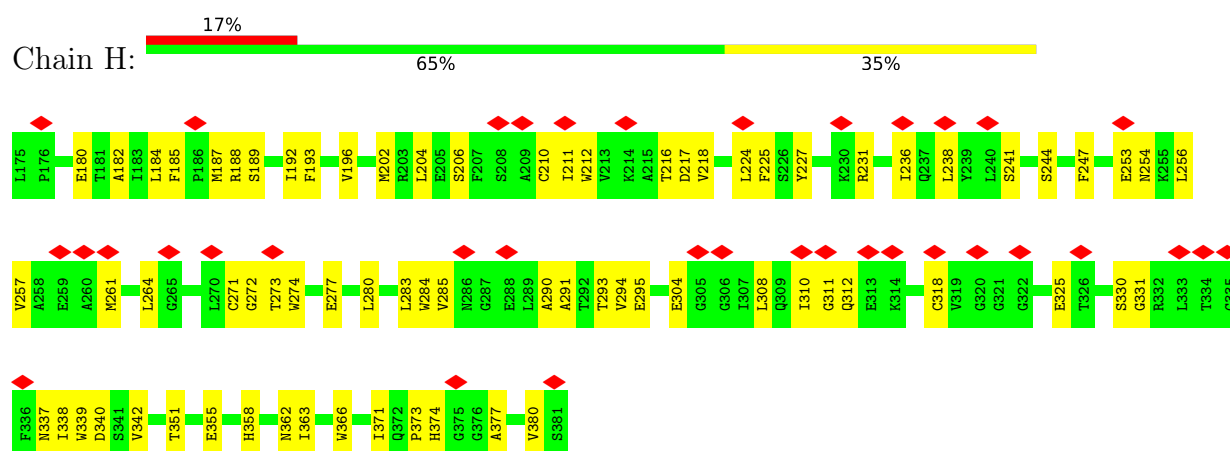 17%
Chain H:
65% 35%
L175 P176 E180 T181 A182 I183 L184 F185 P186 M187 R188 S189 I192 F193 V196 M202 R203 L204 E205 S206 F207 S208 A209 C210 I211 W212 V213 K214 A215 T216 D217 V218 L224 F225 S226 Y227 K230 R231 I236 Q237 L238 Y239 L240 S241 S244 F247 E253 N254 K255 L256
V257 A258 E259 A260 M261 L264 G265 L270 C271 G272 T273 W274 E277 L280 L283 W284 V285 N286 G287 E288 L289 A290 A291 T292 T293 V294 E295 E304 G305 G306 I307 L308 Q309 I310 G311 Q312 E313 K314 C318 V319 G320 G321 G322 E325 T326 S330 G331 R332 L333 T334
F336 N337 I338 W339 D340 S341 V342 T351 E355 H358 N362 I363 W366 I371 Q372 P373 H374 G375 G376 A377 V380 S381